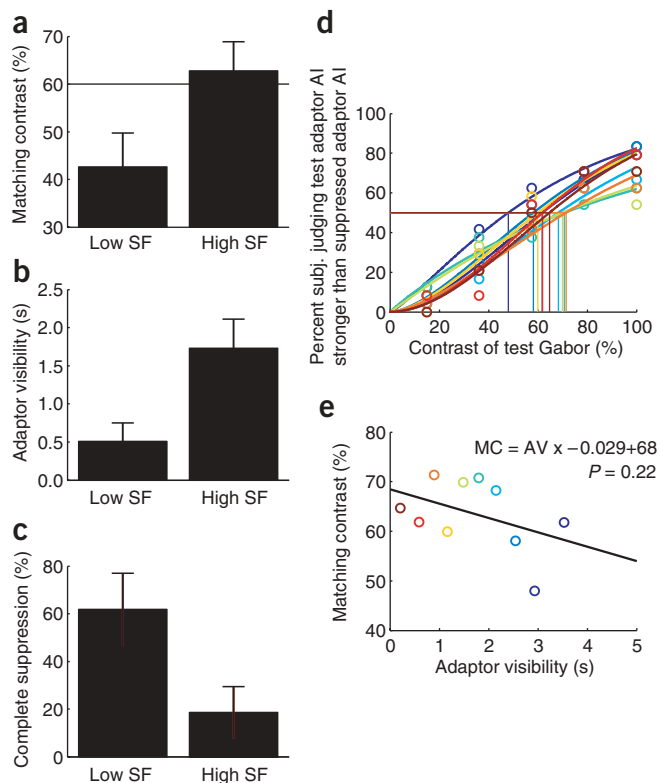 a
Matching contrast (%)
70
60
50
40
30
Low SF
High SF
b
Adaptor visibility (s)
2.5
2.0
1.5
1.0
0.5
0
Low SF
High SF
c
Complete suppression (%)
80
60
40
20
0
Low SF
High SF
d
Percent subj. judging test adaptor AI
stronger than suppressed adaptor AI
100
80
60
40
20
0
0 20 40 60 80 100
Contrast of test Gabor (%)
e
Matching contrast (%)
80
70
60
50
40
MC = AV x −0.029+68
P = 0.22
0 1 2 3 4 5
Adaptor visibility (s)